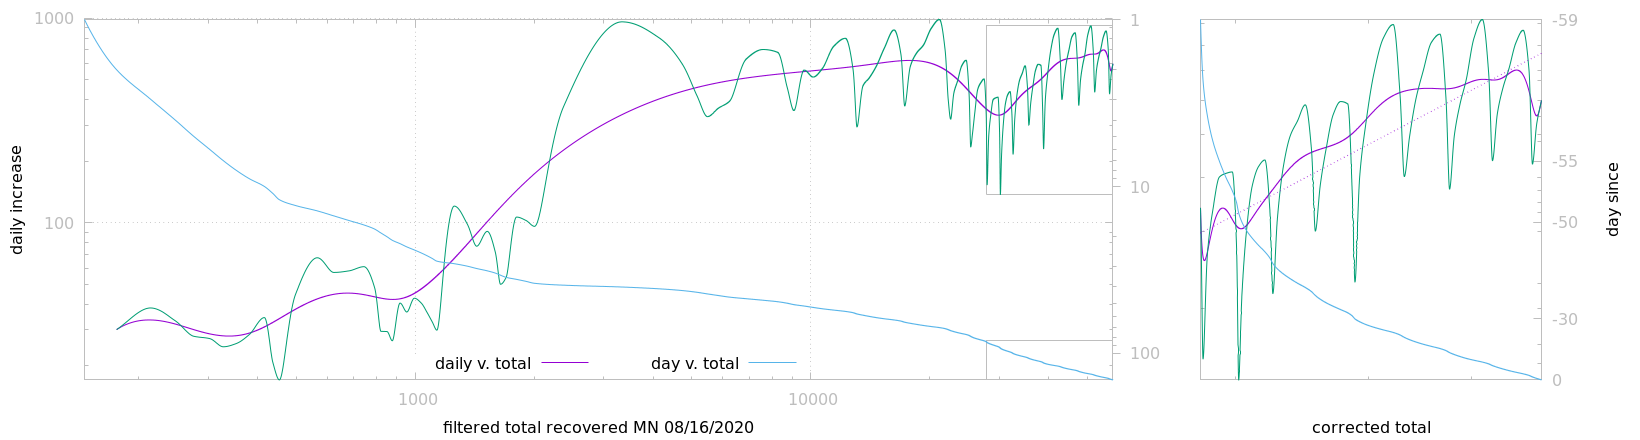 1000
100
daily increase
1000
10000
filtered total recovered MN 08/16/2020
daily v. total
day v. total
1
10
100
-59
-55
-50
-30
0
day since
corrected total